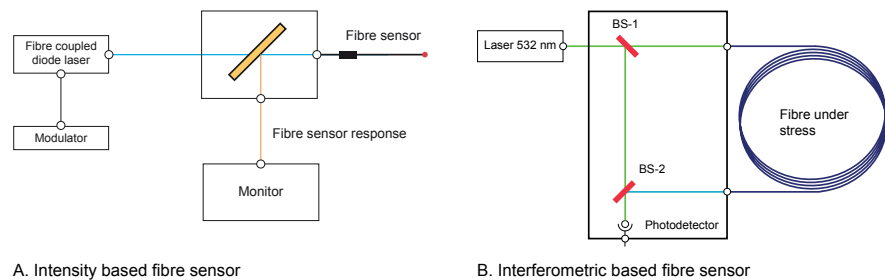 Fibre coupled
diode laser
Modulator
Fibre sensor
Fibre sensor response
Monitor
A. Intensity based fibre sensor
Laser 532 nm
BS-1
Fibre under
stress
BS-2
Photodetector
B. Interferometric based fibre sensor